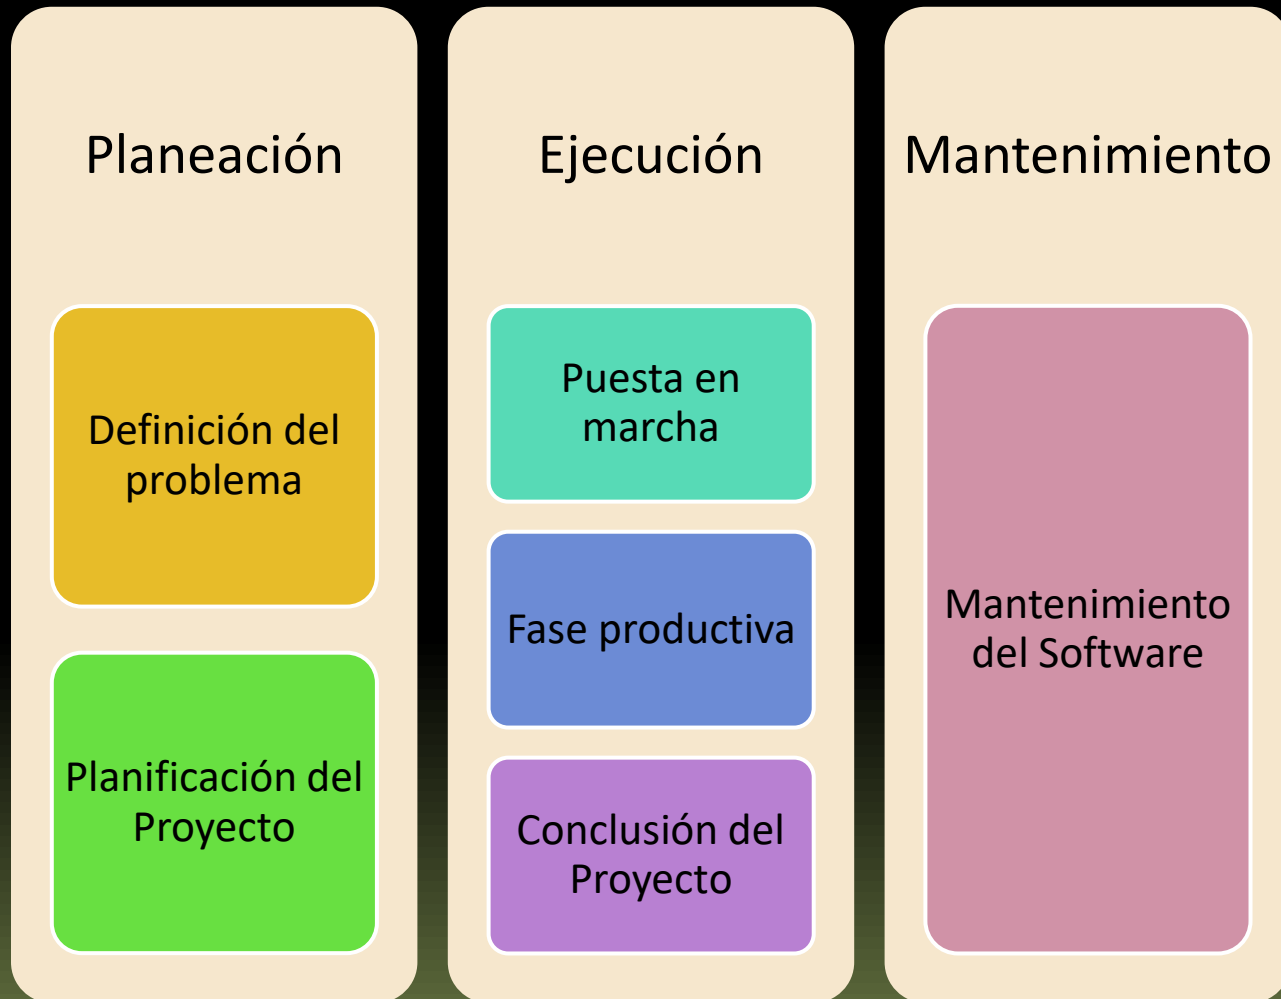 Planeación
Definición del
problema
Planificación del
Proyecto
Ejecución
Puesta en
marcha
Fase productiva
Conclusión del
Proyecto
Mantenimiento
Mantenimiento
del Software